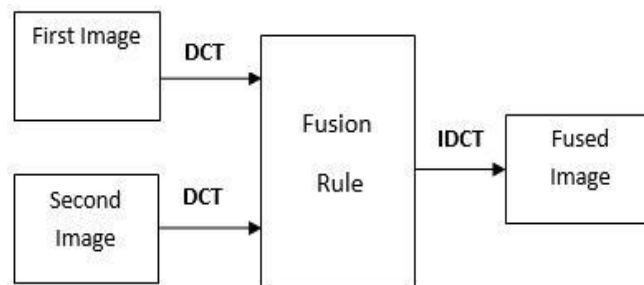 First Image
DCT
Second
Image
DCT
Fusion
Rule
IDCT
Fused
Image